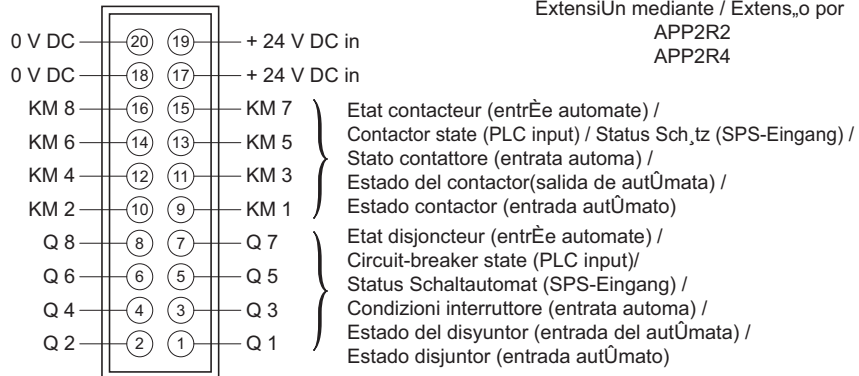 ExtensiÛn mediante / Extens„o por
APP2R2
APP2R4
0 V DC 20 19 + 24 V DC in
0 V DC 18 17 + 24 V DC in
KM 8 16 15 KM 7
KM 6 14 13 KM 5
KM 4 12 11 KM 3
KM 2 10 9 KM 1
Q 8 8 7 Q 7
Q 6 6 5 Q 5
Q 4 4 3 Q 3
Q 2 2 1 Q 1
Etat contacteur (entrÈe automate) /
Contactor state (PLC input) / Status Sch¸tz (SPS-Eingang) /
Stato contattore (entrata automa) /
Estado del contactor(salida de autÛmata) /
Estado contactor (entrada autÛmato)
Etat disjoncteur (entrÈe automate) /
Circuit-breaker state (PLC input)/
Status Schaltautomat (SPS-Eingang) /
Condizioni interruttore (entrata automa) /
Estado del disyuntor (entrada del autÛmata) /
Estado disjuntor (entrada autÛmato)